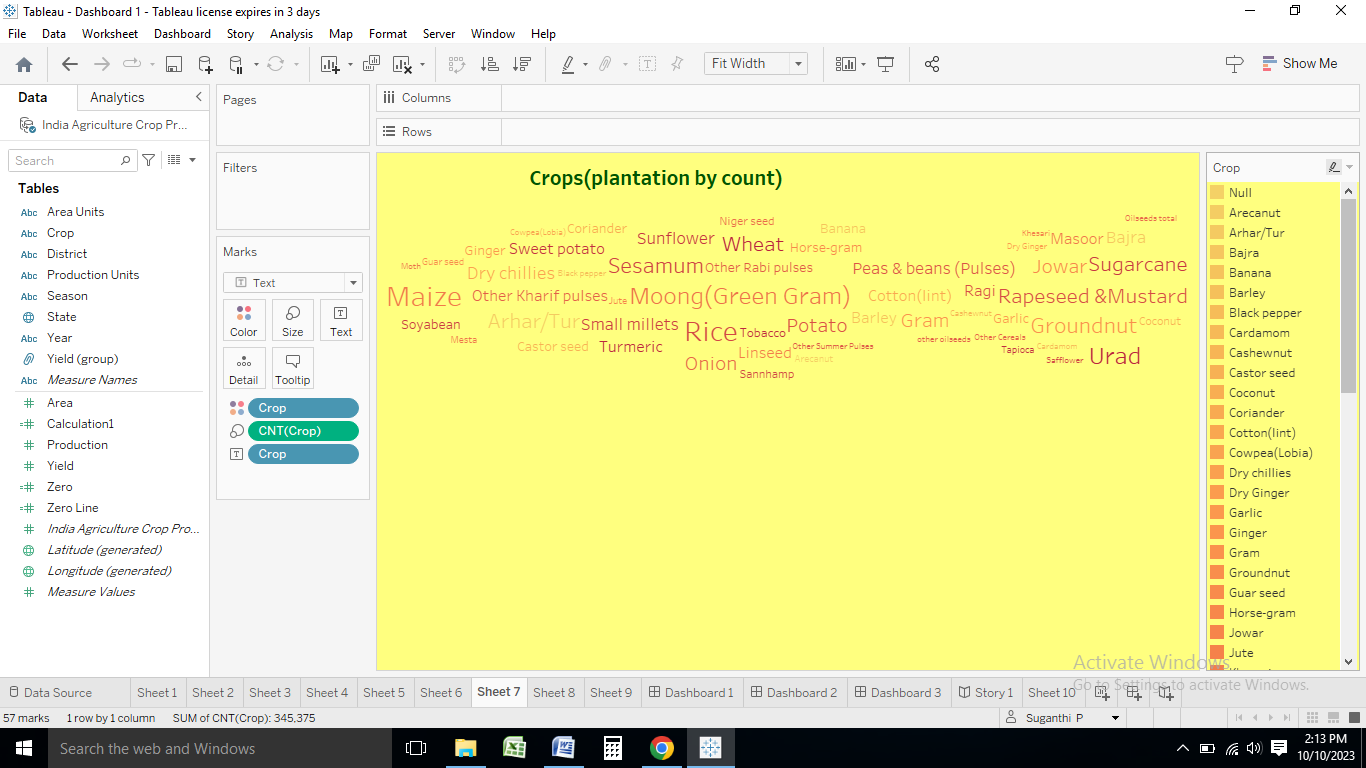 Tableau - Dashboard 1 - Tableau license expires in 3 days
File Data Worksheet Dashboard Story Analysis Map Format Server Window Help
Fit Width
Show Me
Data Analytics
India Agriculture Crop Pr...
Search
Tables
Abc Area Units
Abc Crop
Abc District
Abc Production Units
Abc Season
State
Abc Year
Yield (group)
Abc Measure Names
Area
Calculation1
Production
Yield
Zero
Zero Line
India Agriculture Crop Pro...
Latitude (generated)
Longitude (generated)
Measure Values
Pages
Filters
Marks
Text
Color Size Text
Detail Tooltip
Crop
CNT(Crop)
Crop
Columns
Rows
Crops(plantation by count)
Niger seed Oilseeds total
Cowpea(Lobia) Coriander Banana Khesari
Ginger Sweet potato Sunflower Wheat Horse-gram Dry Ginger Masoor Bajra
Moth Guar seed Dry chillies Black pepper Sesamum Other Rabi pulses Peas & beans (Pulses) Jowar Sugarcane
Maize Other Kharif pulses Jute Moong(Green Gram) Cotton(lint) Ragi Rapeseed &Mustard
Soyabean Arhar/Tur Small millets Rice Tobacco Potato Barley Gram Cashewnut Garlic Groundnut Coconut
Mesta Castor seed Turmeric Onion Linseed Other Summer Pulses other oilseeds Other Cereals Tapioca Cardamom Urad
Arecanut Safflower
Sannhamp
Crop
Null
Arecanut
Arhar/Tur
Bajra
Banana
Barley
Black pepper
Cardamom
Cashewnut
Castor seed
Coconut
Coriander
Cotton(lint)
Cowpea(Lobia)
Dry chillies
Dry Ginger
Garlic
Ginger
Gram
Groundnut
Guar seed
Horse-gram
Jowar
Jute
Activate Windows
Go to Settings to activate Windows.
Data Source Sheet 1 Sheet 2 Sheet 3 Sheet 4 Sheet 5 Sheet 6 Sheet 7 Sheet 8 Sheet 9 Dashboard 1 Dashboard 2 Dashboard 3 Story 1 Sheet 10
57 marks 1 row by 1 column SUM of CNT(Crop): 345,375 Suganthi P
Search the web and Windows
2:13 PM
10/10/2023